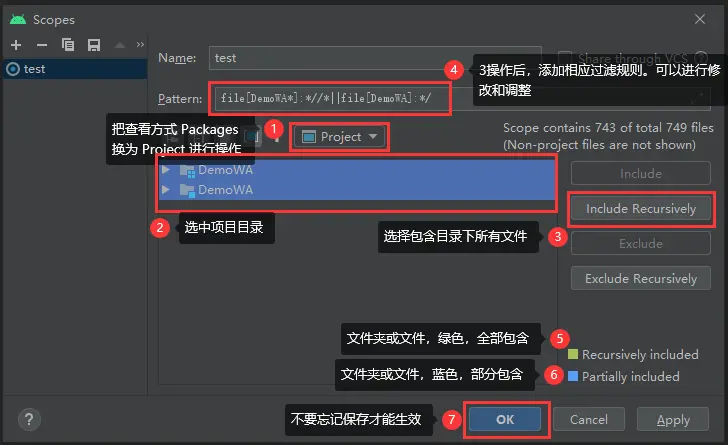 Scopes
test
Name:
test
Share through VCS
4
3操作后，添加相应过滤规则。可以进行修
改和调整
Pattern:
file[DemoWA*]:*//*||file[DemoWA]:*/
把查看方式 Packages
换为 Project 进行操作
1
Project
Scope contains 743 of total 749 files
(Non-project files are not shown)
DemoWA
DemoWA
Include
Include Recursively
2
选中项目目录
选择包含目录下所有文件
3
Exclude
Exclude Recursively
文件夹或文件，绿色，全部包含
5
Recursively included
文件夹或文件，蓝色，部分包含
6
Partially included
不要忘记保存才能生效
7
OK
Cancel
Apply